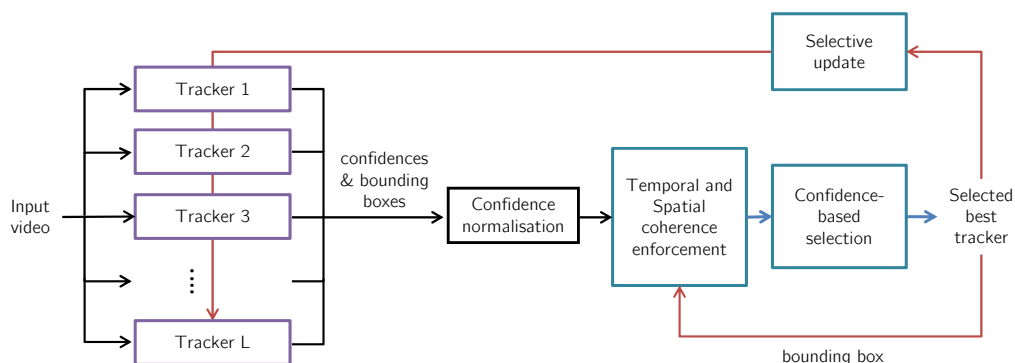 Selective
update
Tracker 1
Tracker 2
confidences
& bounding
boxes
Input
video
Tracker 3
Confidence
normalisation
Temporal and
Spatial
coherence
enforcement
Confidence-
based
selection
Selected
best
tracker
....
Tracker L
bounding box